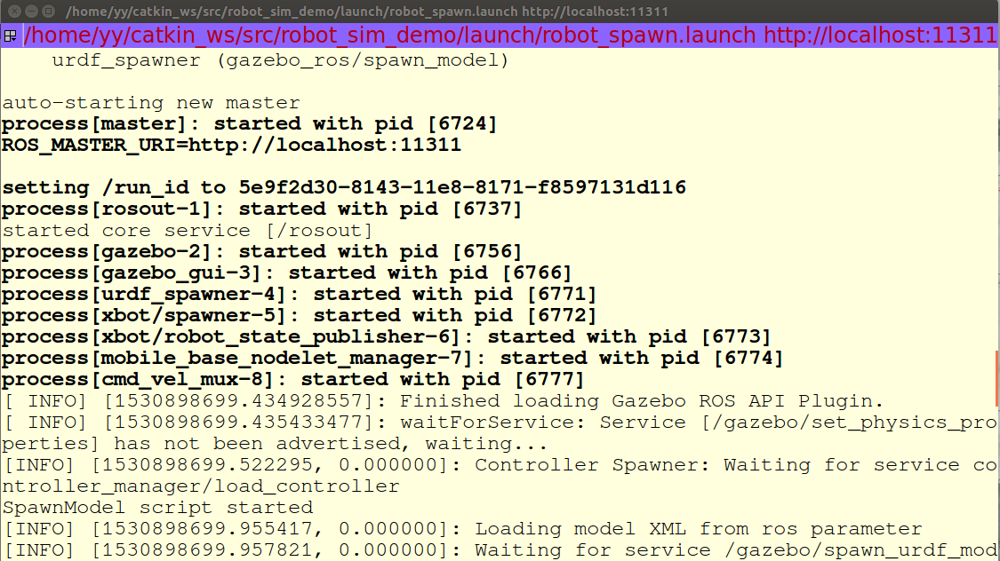 /home/yy/catkin_ws/src/robot_sim_demo/launch/robot_spawn.launch http://localhost:11311
/home/yy/catkin_ws/src/robot_sim_demo/launch/robot_spawn.launch http://localhost:11311
urdf_spawner (gazebo_ros/spawn_model)
auto-starting new master
process[master]: started with pid [6724]
ROS_MASTER_URI=http://localhost:11311
setting /run_id to 5e9f2d30-8143-11e8-8171-f8597131d116
process[rosout-1]: started with pid [6737]
started core service [/rosout]
process[gazebo-2]: started with pid [6756]
process[gazebo_gui-3]: started with pid [6766]
process[urdf_spawner-4]: started with pid [6771]
process[xbot/spawner-5]: started with pid [6772]
process[xbot/robot_state_publisher-6]: started with pid [6773]
process[mobile_base_nodelet_manager-7]: started with pid [6774]
process[cmd_vel_mux-8]: started with pid [6777]
[ INFO] [1530898699.434928557]: Finished loading Gazebo ROS API Plugin.
[ INFO] [1530898699.435433477]: waitForService: Service [/gazebo/set_physics_pro
perties] has not been advertised, waiting...
[INFO] [1530898699.522295, 0.000000]: Controller Spawner: Waiting for service co
ntroller_manager/load_controller
SpawnModel script started
[INFO] [1530898699.955417, 0.000000]: Loading model XML from ros parameter
[INFO] [1530898699.957821, 0.000000]: Waiting for service /gazebo/spawn_urdf_mod